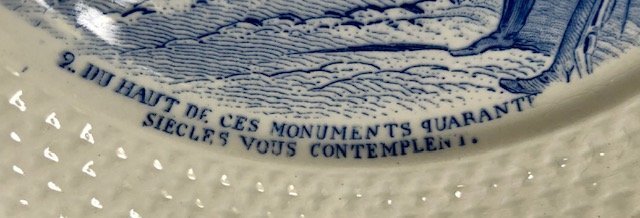 2. DU HAUT DE CES MONUMENTS QUARANTE
SIECLES VOUS CONTEMPLENT.